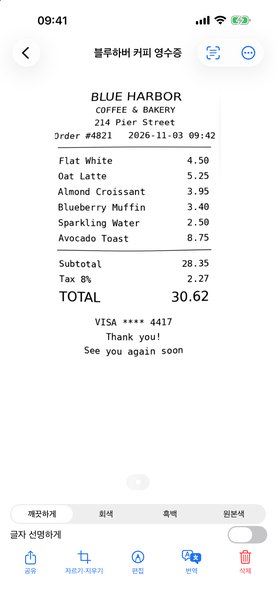 09:41
블루하버 커피 영수증
BLUE HARBOR
COFFEE & BAKERY
214 Pier Street
Order #4821 2026-11-03 09:42
Flat White 4.50
Oat Latte 5.25
Almond Croissant 3.95
Blueberry Muffin 3.40
Sparkling Water 2.50
Avocado Toast 8.75
Subtotal 28.35
Tax 8% 2.27
TOTAL 30.62
VISA **** 4417
Thank you!
See you again soon
깨끗하게 회색 흑백 원본색
글자 선명하게
공유 자르기·지우기 편집 번역 삭제